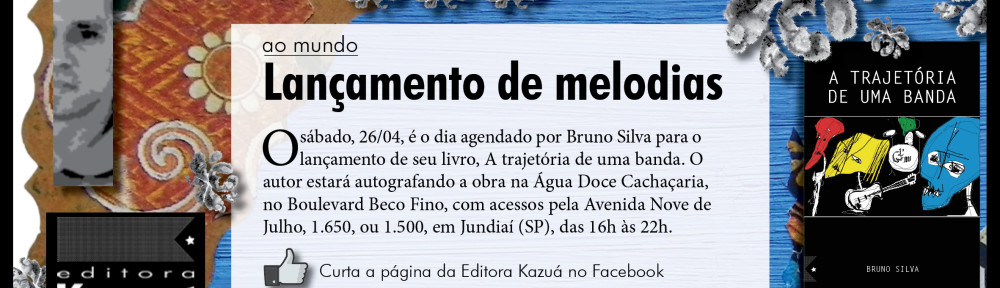 ao mundo
Lançamento de melodias
O sábado, 26/04, é o dia agendado por Bruno Silva para o
lançamento de seu livro, A trajetória de uma banda. O
autor estará autografando a obra na Água Doce Cachaçaria,
no Boulevard Beco Fino, com acessos pela Avenida Nove de
Julho, 1.650, ou 1.500, em Jundiaí (SP), das 16h às 22h.
Curta a página da Editora Kazuá no Facebook
editora
A TRAJETÓRIA
DE UMA BANDA
BRUNO SILVA